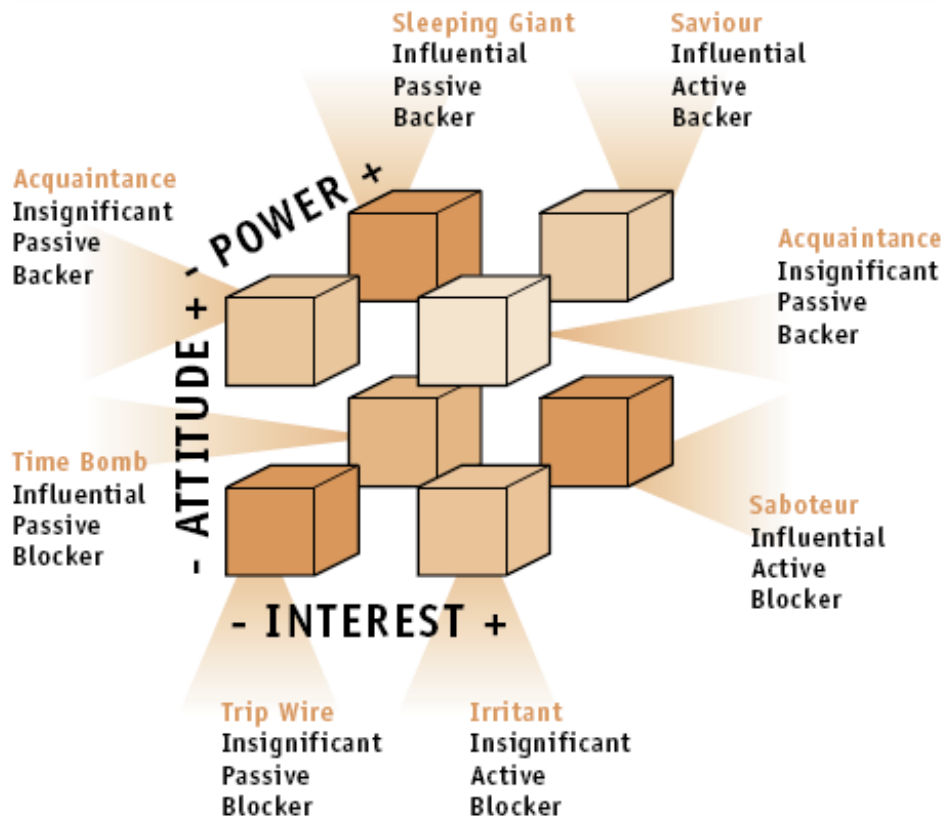 Sleeping Giant
Influential
Passive
Backer
Saviour
Influential
Active
Backer
Acquaintance
Insignificant
Passive
Backer
- POWER +
Acquaintance
Insignificant
Passive
Backer
- ATTITUDE +
Time Bomb
Influential
Passive
Blocker
Saboteur
Influential
Active
Blocker
- INTEREST +
Trip Wire
Insignificant
Passive
Blocker
Irritant
Insignificant
Active
Blocker